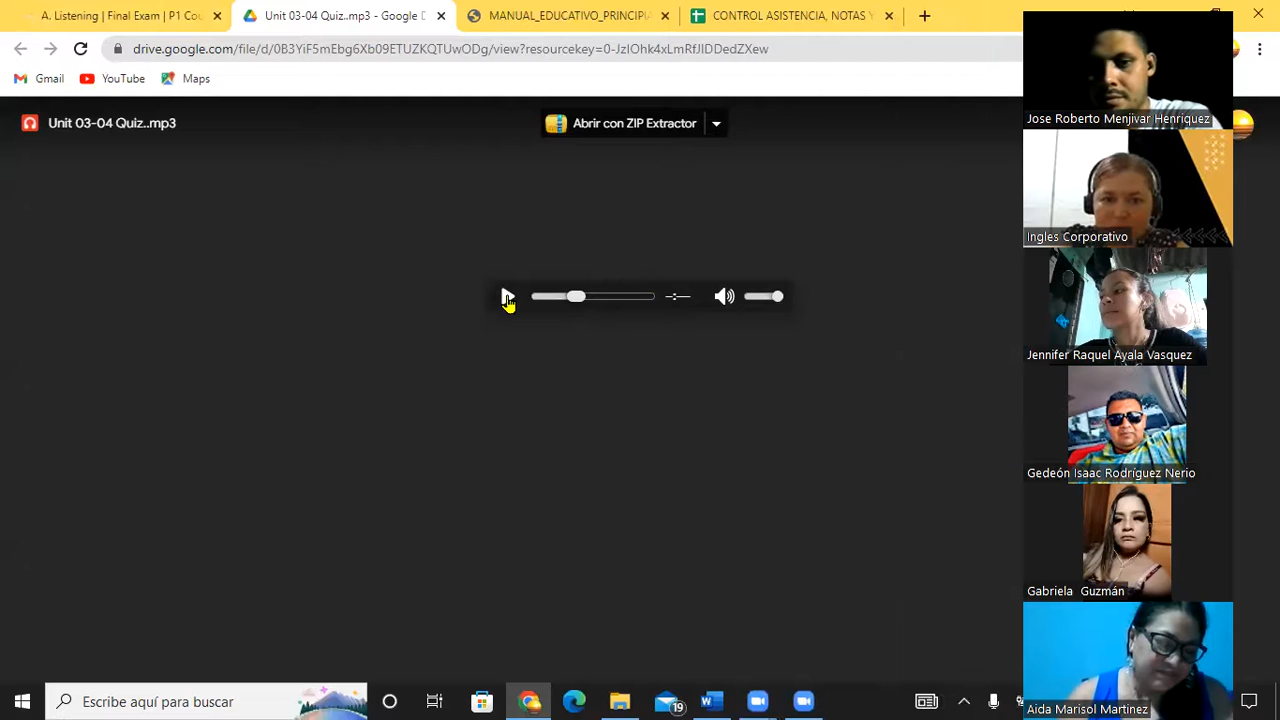 A. Listening | Final Exam | P1 Cou
Unit 03-04 Quiz..mp3 - Google D
MANUAL_EDUCATIVO_PRINCIPIA
CONTROL ASISTENCIA, NOTAS Y
drive.google.com/file/d/0B3YiF5mEbg6Xb09ETUZKQTUwODg/view?resourcekey=0-JzIOhk4xLmRfJIDDedZXew
Gmail
YouTube
Maps
Unit 03-04 Quiz..mp3
Abrir con ZIP Extractor
Jose Roberto Menjivar Henriquez
Ingles Corporativo
Jennifer Raquel Ayala Vasquez
Gedeón Isaac Rodríguez Nerio
Gabriela Guzmán
Aida Marisol Martinez
Escribe aquí para buscar
19